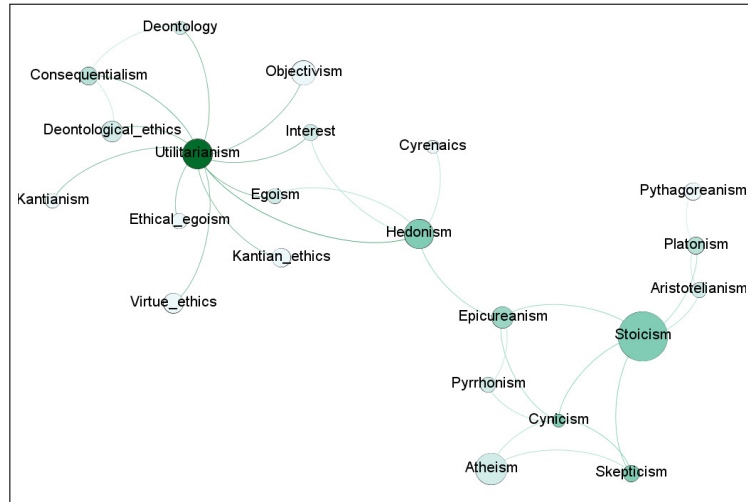 Deontology
Consequentialism
Objectivism
Deontological_ethics
Interest
Utilitarianism
Cyrenaics
Egoism
Pythagoreanism
Kantianism
Ethical_egoism
Hedonism
Platonism
Kantian_ethics
Aristotelianism
Virtue_ethics
Epicureanism
Stoicism
Pyrrhonism
Cynicism
Atheism
Skepticism